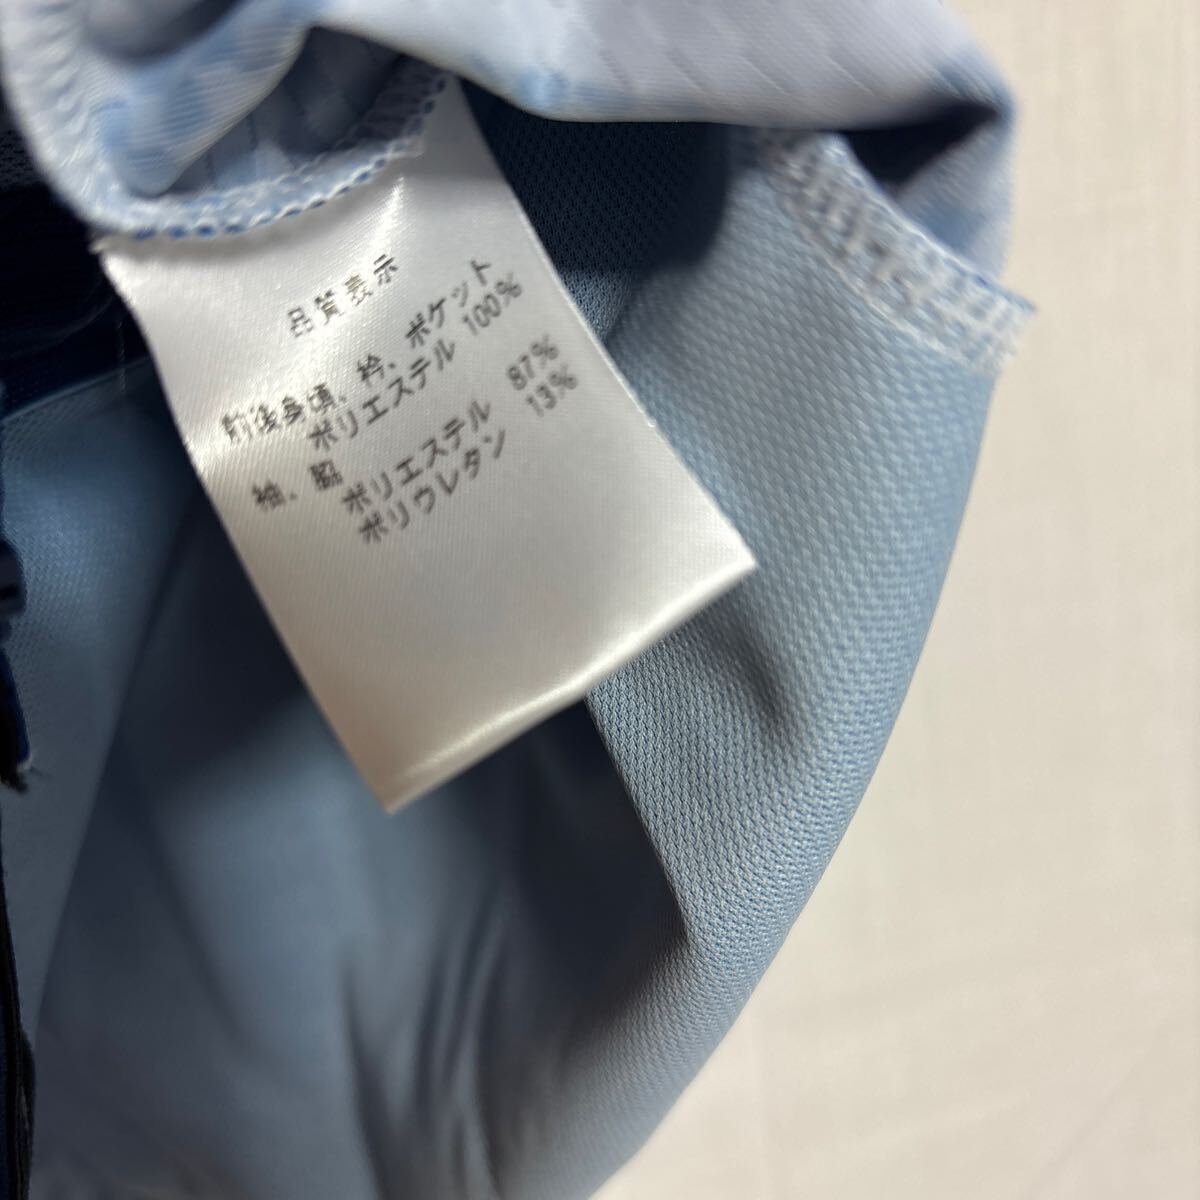 品質表示
前後身頃、衿、ポケット
ポリエステル 100%
袖、脇
ポリエステル 87%
ポリウレタン 13%